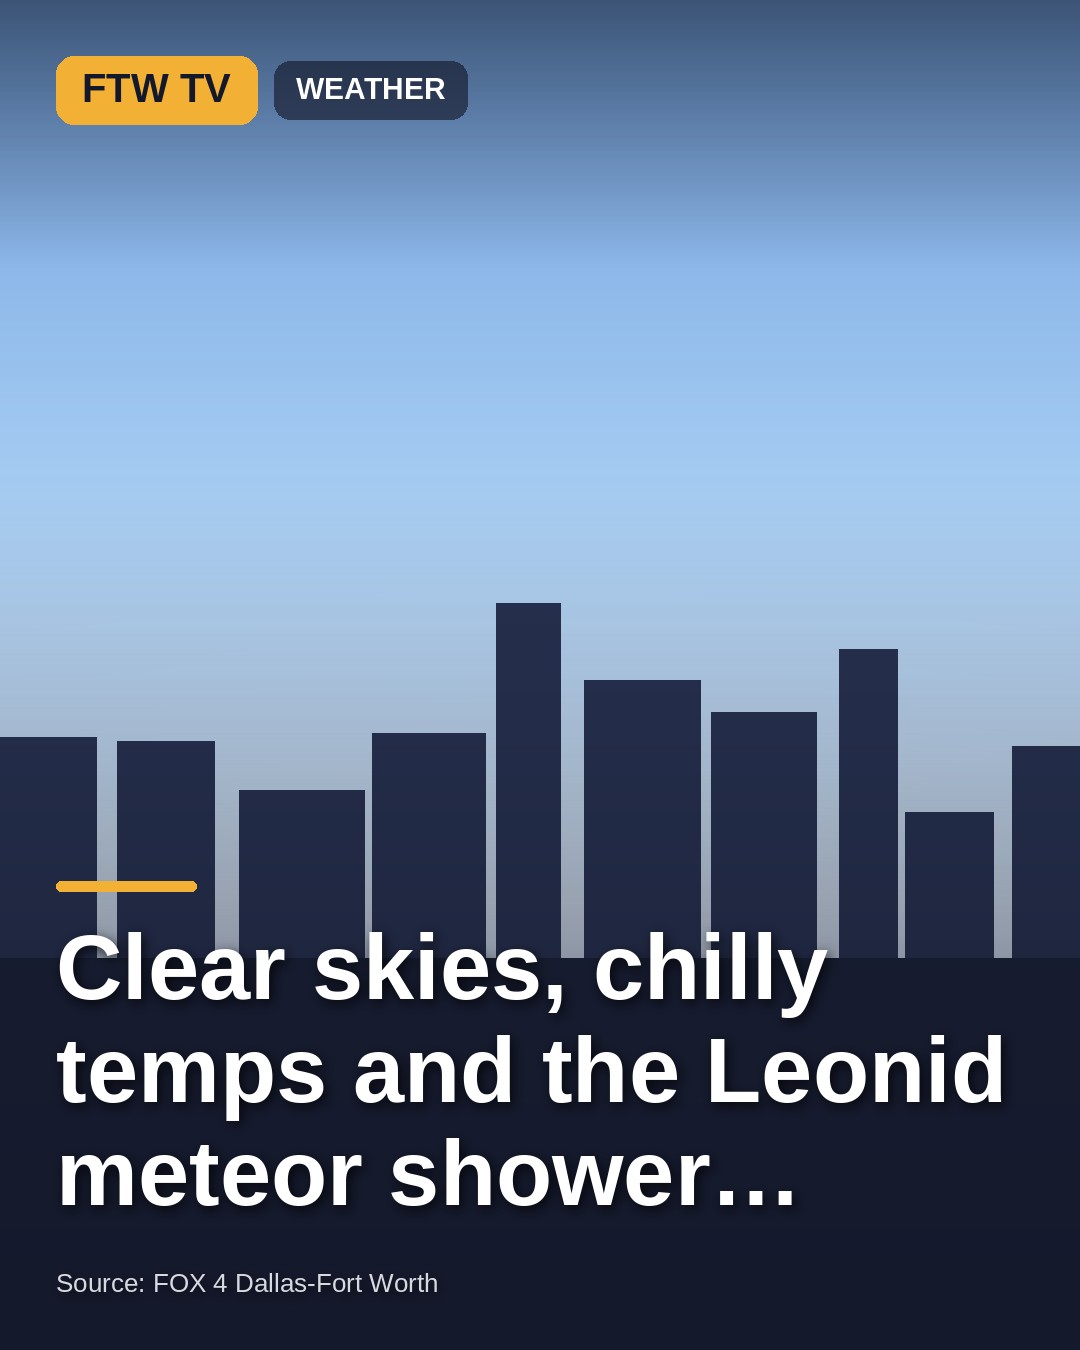 FTW TV
WEATHER
Clear skies, chilly
temps and the Leonid
meteor shower…
Source: FOX 4 Dallas-Fort Worth